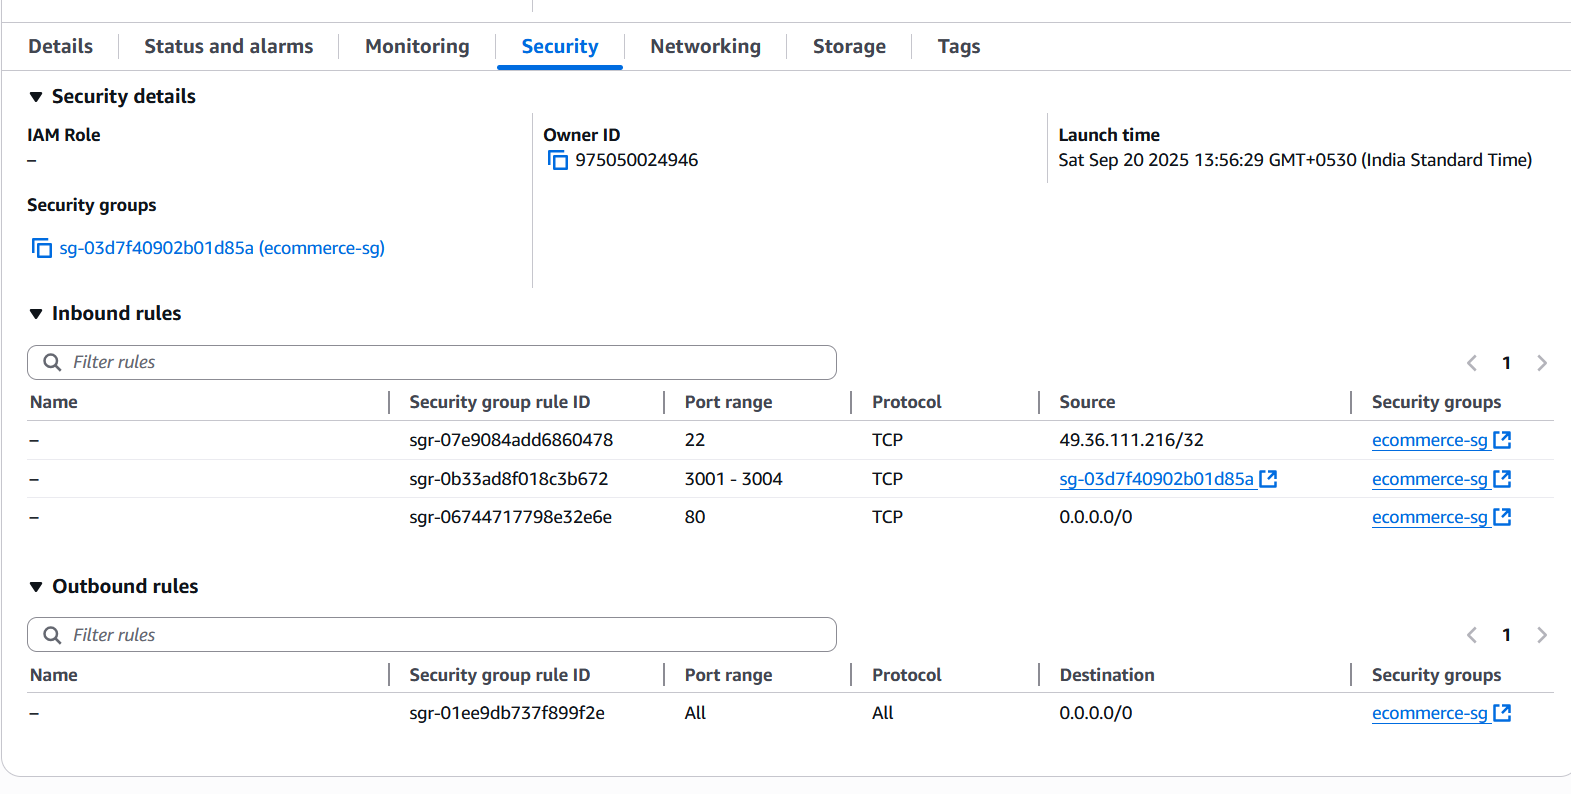 Details Status and alarms Monitoring Security Networking Storage Tags
Security details
IAM Role Owner ID Launch time
– 975050024946 Sat Sep 20 2025 13:56:29 GMT+0530 (India Standard Time)
Security groups
sg-03d7f40902b01d85a (ecommerce-sg)
Inbound rules
Filter rules 1
Name Security group rule ID Port range Protocol Source Security groups
– sgr-07e9084add6860478 22 TCP 49.36.111.216/32 ecommerce-sg
– sgr-0b33ad8f018c3b672 3001 - 3004 TCP sg-03d7f40902b01d85a ecommerce-sg
– sgr-06744717798e32e6e 80 TCP 0.0.0.0/0 ecommerce-sg
Outbound rules
Filter rules 1
Name Security group rule ID Port range Protocol Destination Security groups
– sgr-01ee9db737f899f2e All All 0.0.0.0/0 ecommerce-sg